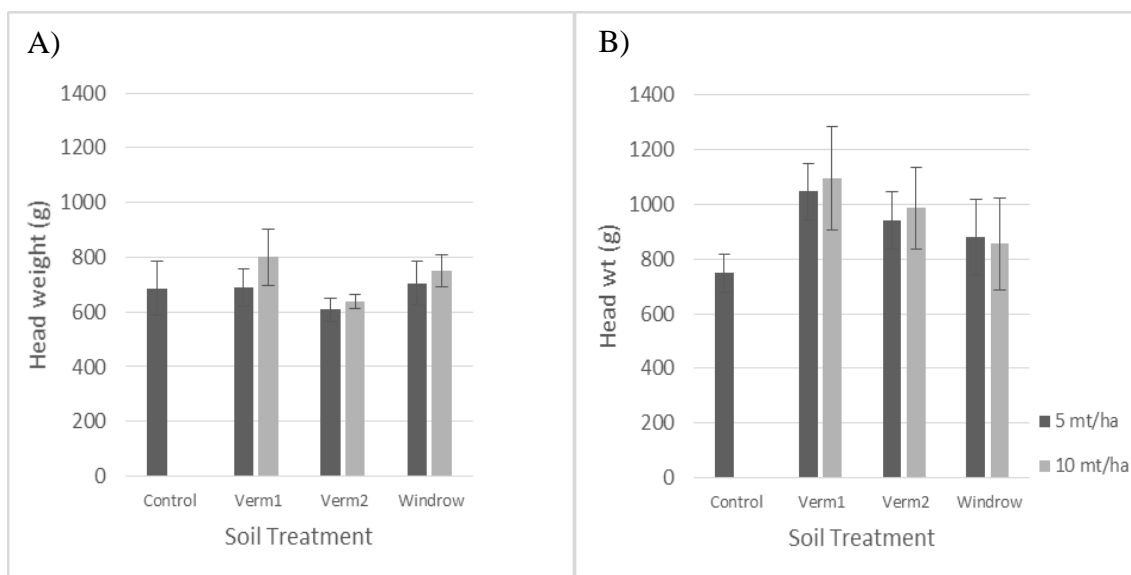 A)
Head weight (g)
1400
1200
1000
800
600
400
200
0
Control Verm1 Verm2 Windrow
Soil Treatment
B)
Head wt (g)
1400
1200
1000
800
600
400
200
0
Control Verm1 Verm2 Windrow
Soil Treatment
5 mt/ha
10 mt/ha